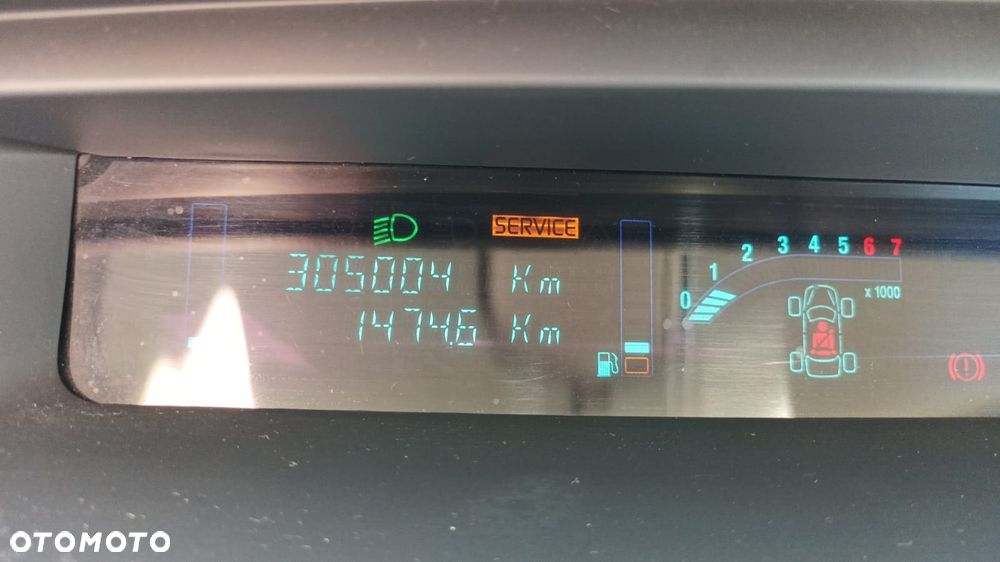 SERVICE
305004 Km
1474.6 Km
0 1 2 3 4 5 6 7
x 1000
OTOMOTO